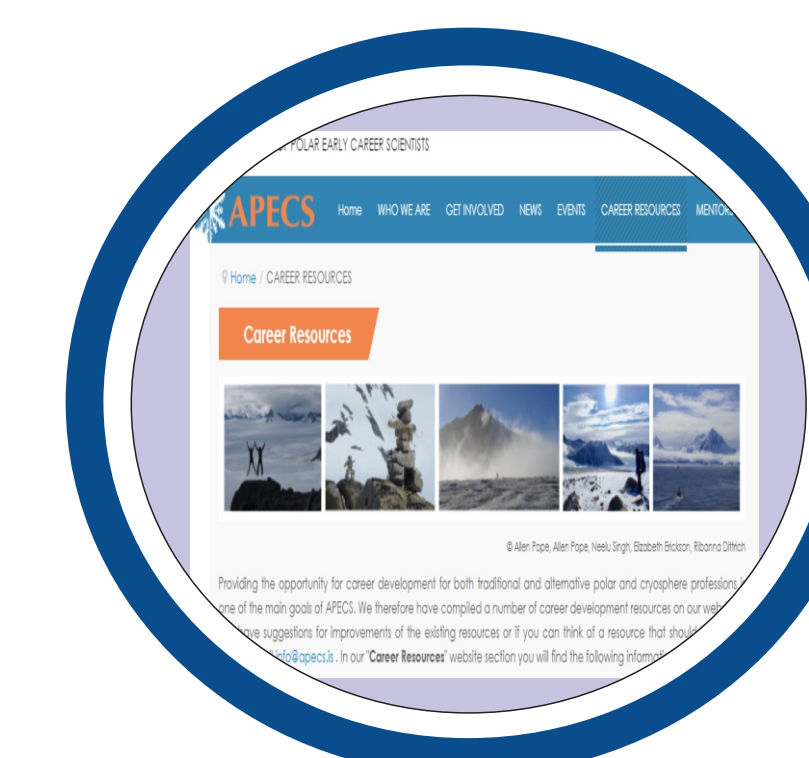 POLAR EARLY CAREER SCIENTISTS
APECS Home WHO WE ARE GET INVOLVED NEWS EVENTS CAREER RESOURCES
Home / CAREER RESOURCES
Career Resources
© Allen Pope, Allen Pope, Neelu Singh, Elizabeth Erickson, Ribanna Dittrich
Providing the opportunity for career development for both traditional and alternative polar and cryosphere professions
one of the main goals of APECS. We therefore have compiled a number of career development resources on our
have suggestions for improvements of the existing resources or if you can think of a resource that should
info@apecs.is . In our "Career Resources" website section you will find the following